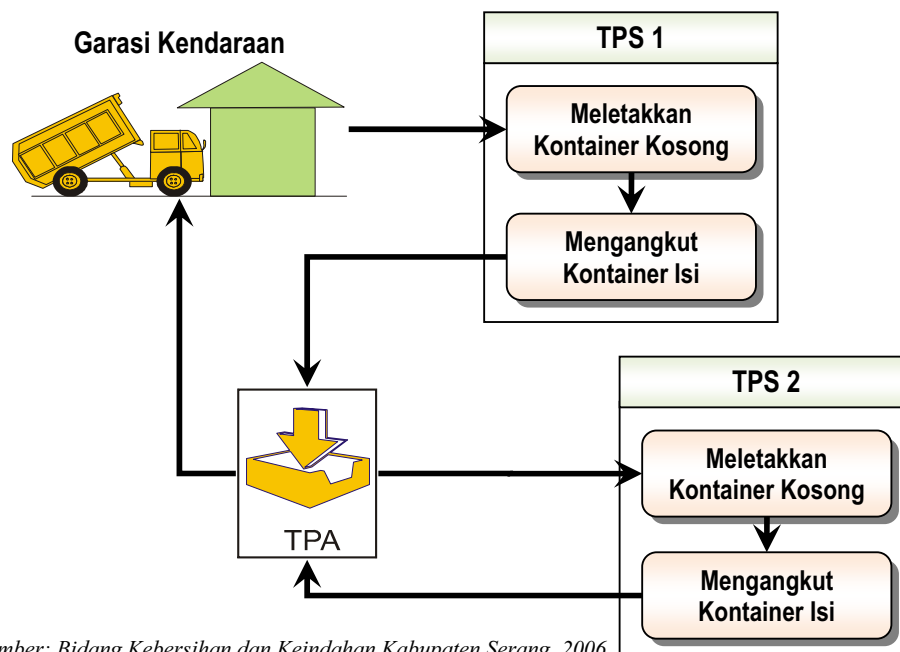 Garasi Kendaraan
TPS 1
Meletakkan
Kontainer Kosong
Mengangkut
Kontainer Isi
TPS 2
Meletakkan
Kontainer Kosong
Mengangkut
Kontainer Isi
TPA
mber: Bidang Kebersihan dan Keindahan Kabupaten Serang, 2006